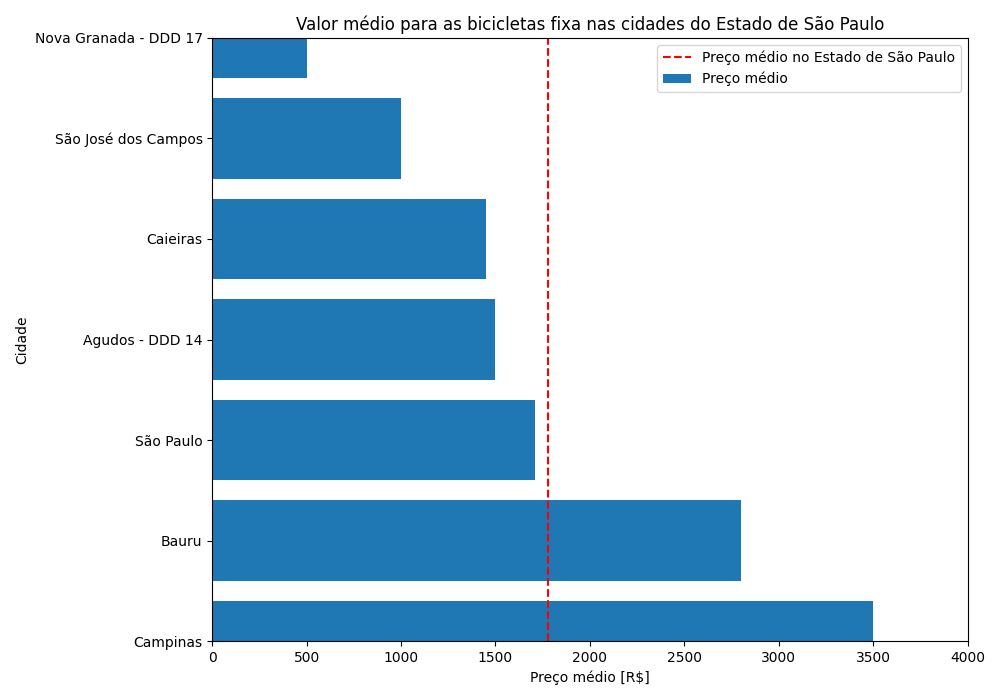 Valor médio para as bicicletas fixa nas cidades do Estado de São Paulo
Nova Granada - DDD 17
São José dos Campos
Caieiras
Agudos - DDD 14
São Paulo
Bauru
Campinas
Cidade
Preço médio no Estado de São Paulo
Preço médio
0 500 1000 1500 2000 2500 3000 3500 4000
Preço médio [R$]